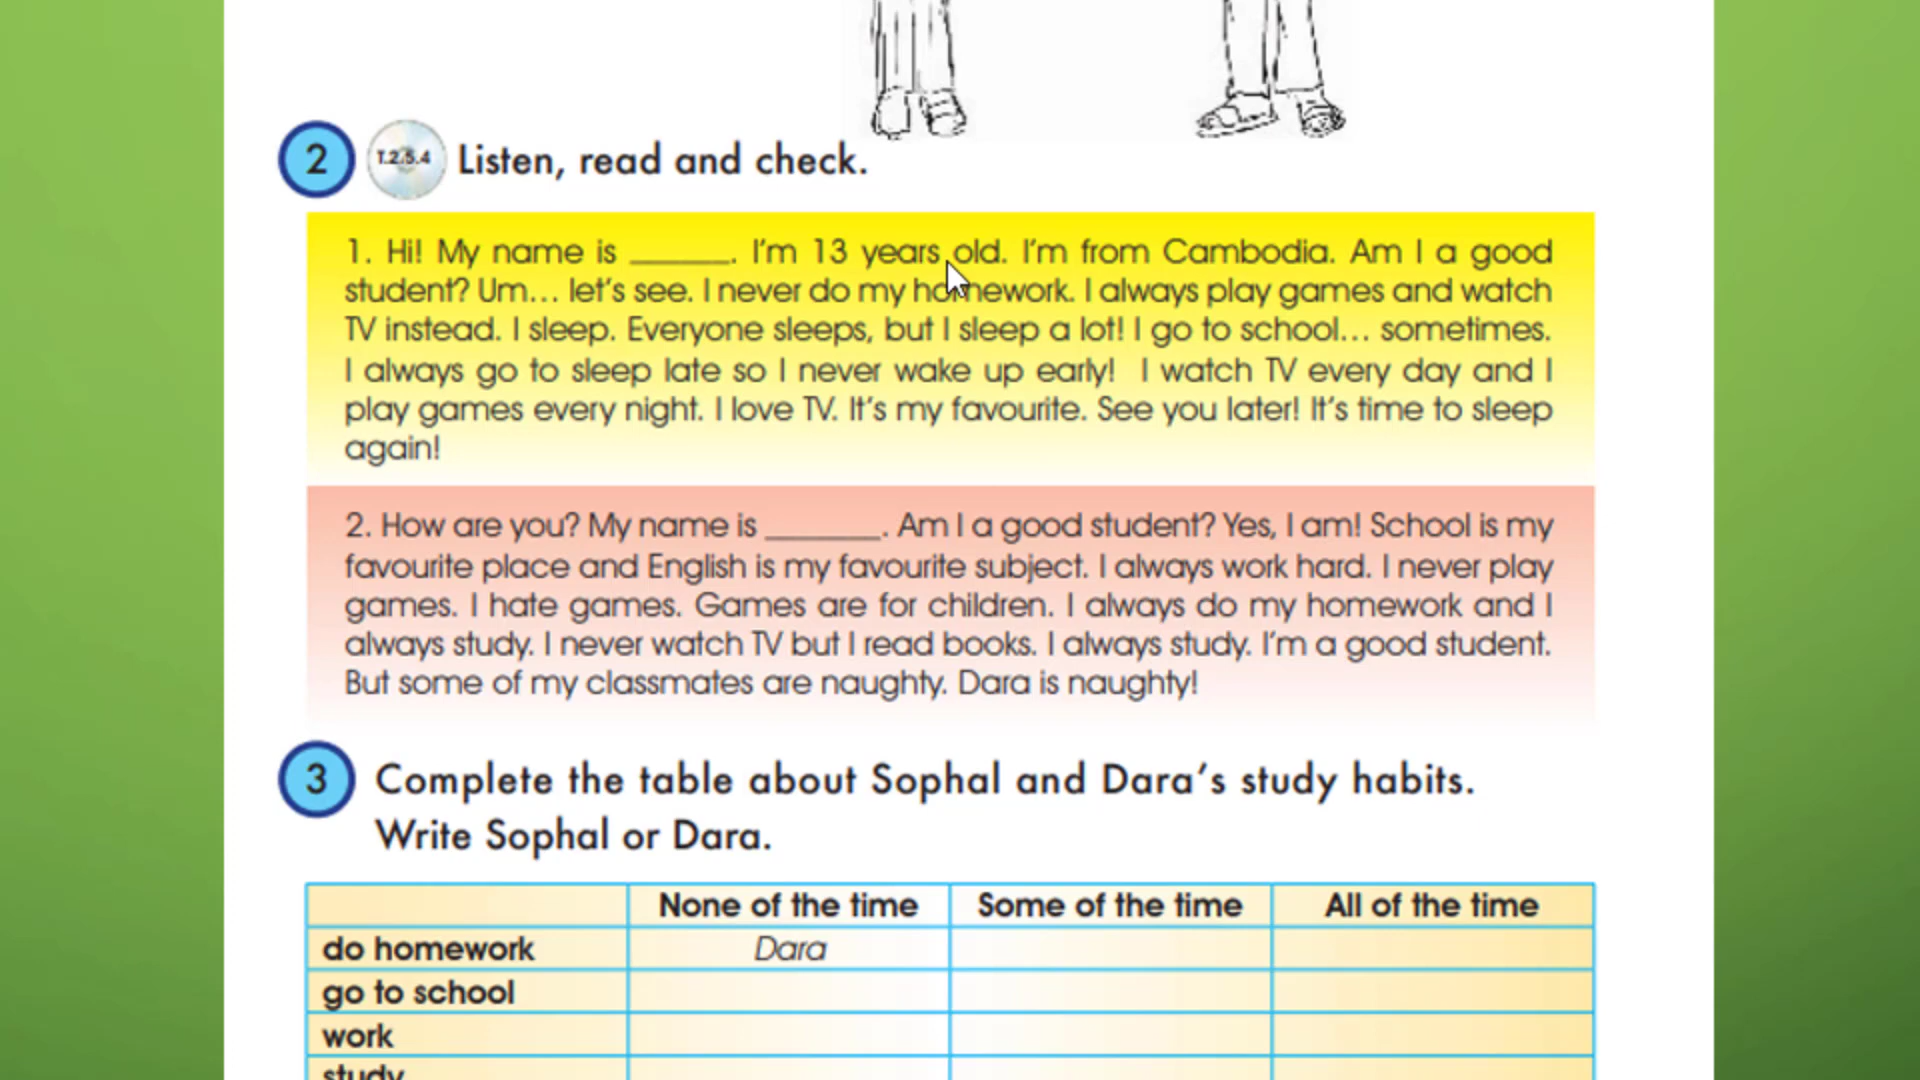 2 T.2.5.4 Listen, read and check.
1. Hi! My name is ______. I'm 13 years old. I'm from Cambodia. Am I a good
student? Um... let's see. I never do my homework. I always play games and watch
TV instead. I sleep. Everyone sleeps, but I sleep a lot! I go to school... sometimes.
I always go to sleep late so I never wake up early! I watch TV every day and I
play games every night. I love TV. It's my favourite. See you later! It's time to sleep
again!
2. How are you? My name is _______. Am I a good student? Yes, I am! School is my
favourite place and English is my favourite subject. I always work hard. I never play
games. I hate games. Games are for children. I always do my homework and I
always study. I never watch TV but I read books. I always study. I'm a good student.
But some of my classmates are naughty. Dara is naughty!
3 Complete the table about Sophal and Dara's study habits.
Write Sophal or Dara.
None of the time Some of the time All of the time
do homework Dara
go to school
work
study